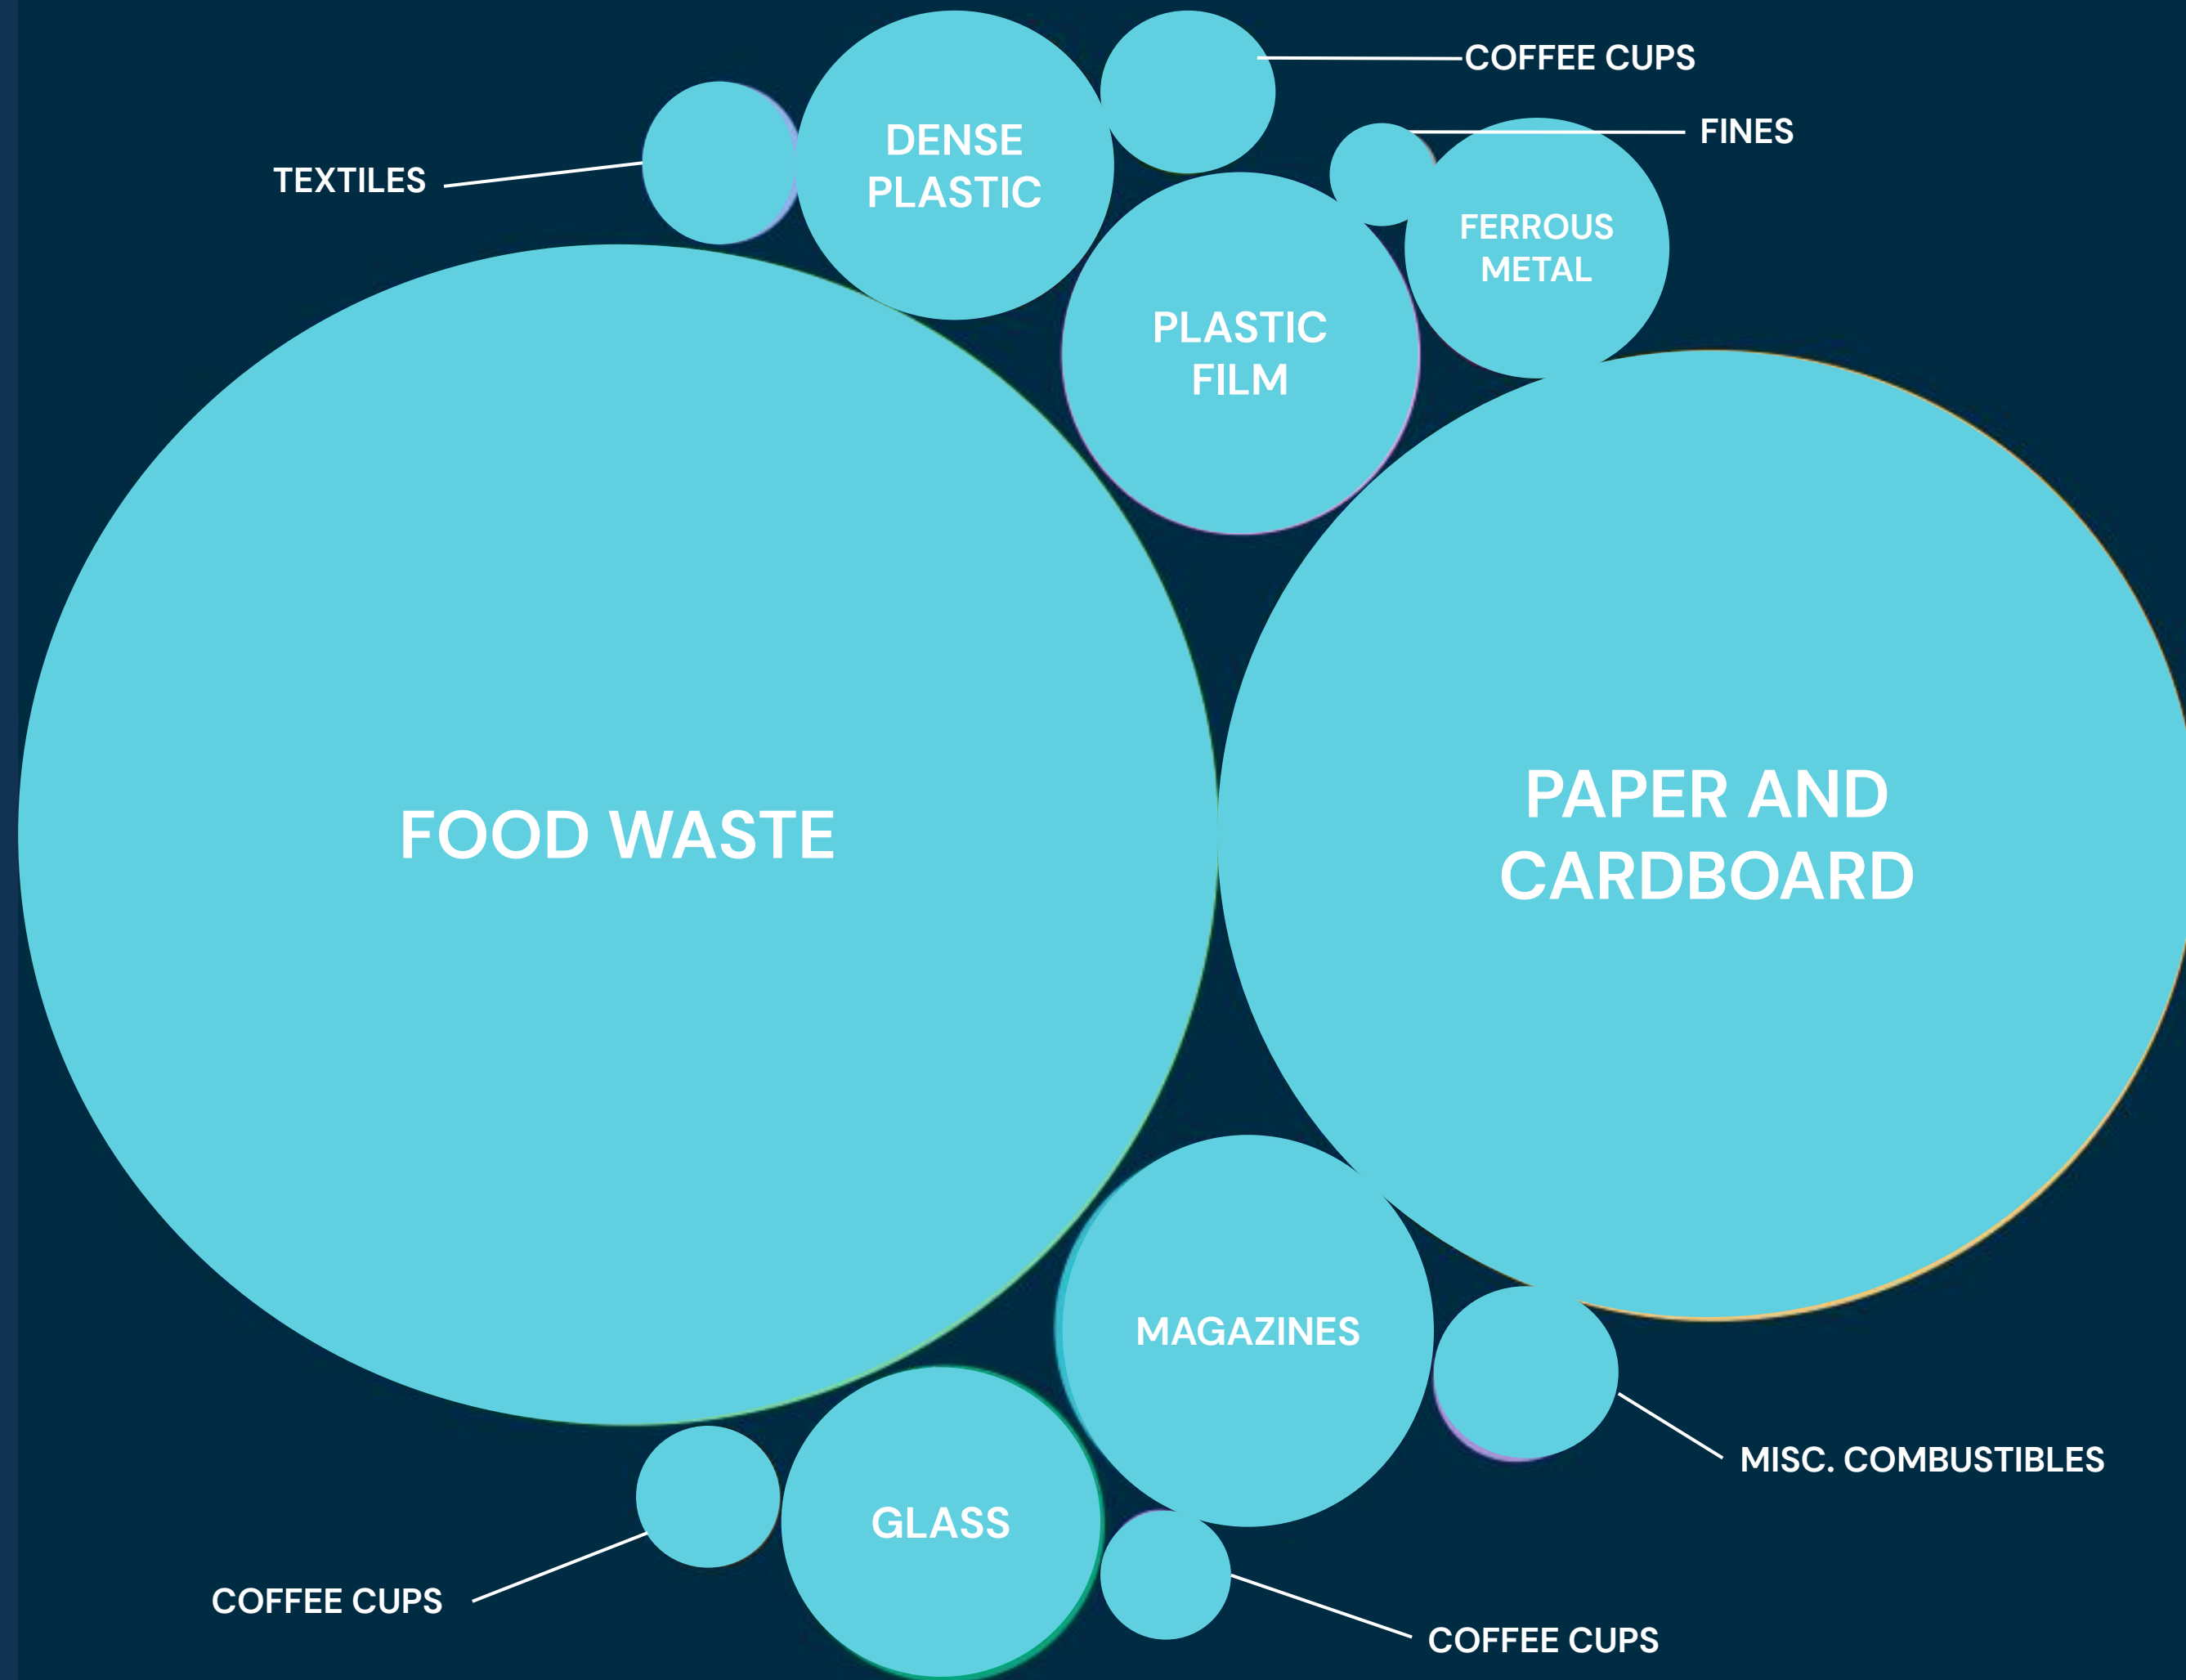 COFFEE CUPS
FINES
DENSE
PLASTIC
TEXTILES
FERROUS
METAL
PLASTIC
FILM
FOOD WASTE
PAPER AND
CARDBOARD
MAGAZINES
MISC. COMBUSTIBLES
GLASS
COFFEE CUPS
COFFEE CUPS